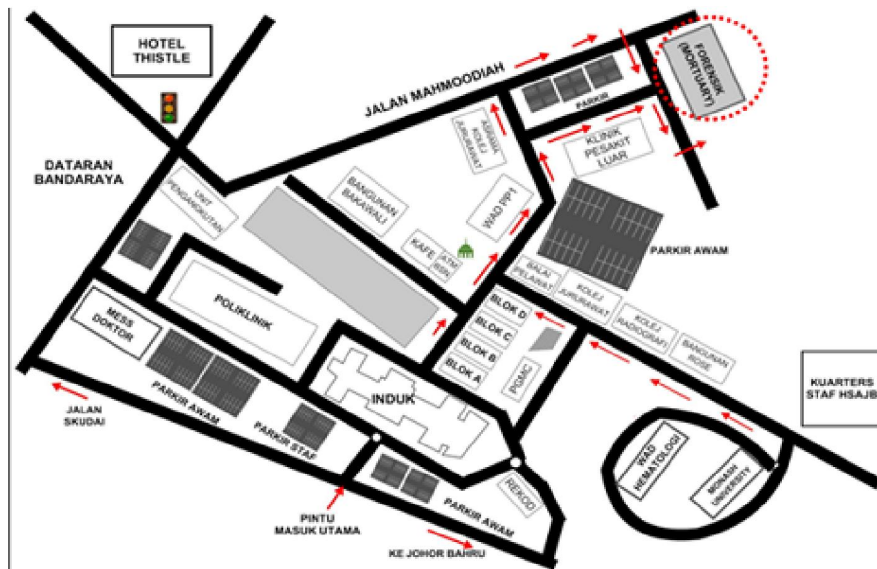 HOTEL
THISTLE
JALAN MAHMOODIAH
FORENSIK
(MORTUARY)
PARKIR
ASRAMA
KOLEJ
JURURAWAT
KLINIK
PESAKIT
LUAR
DATARAN
BANDARAYA
UNIT
PENGANGKUTAN
BANGUNAN
BAKAWALI
WAD PP1
KAFE
ATM
BSN
PARKIR AWAM
BALAI
PELAWAT
KOLEJ
JURURAWAT
KOLEJ
RADIOGRAFI
BANGUNAN
ROSE
POLIKLINIK
BLOK D
BLOK C
BLOK B
BLOK A
PGMC
MESS
DOKTOR
INDUK
KUARTERS
STAF HSAJB
PARKIR AWAM
JALAN
SKUDAI
PARKIR STAF
WAD
HEMATOLOGI
MONASH
UNIVERSITY
REKOD
PARKIR AWAM
PINTU
MASUK UTAMA
KE JOHOR BAHRU